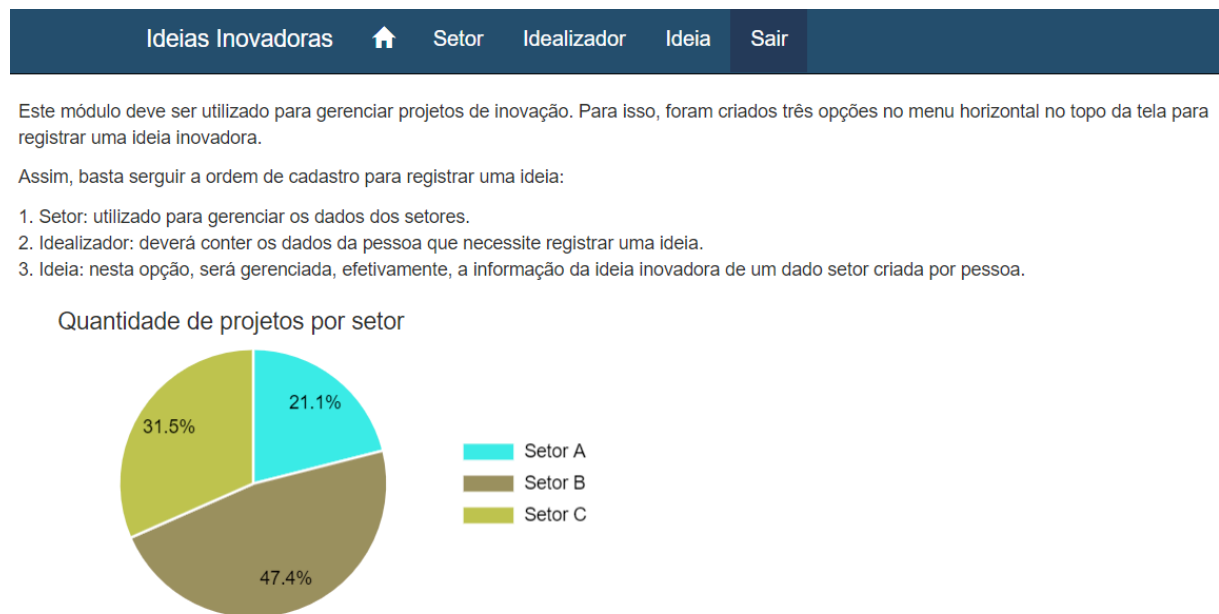 Ideias Inovadoras Setor Idealizador Ideia Sair
Este módulo deve ser utilizado para gerenciar projetos de inovação. Para isso, foram criados três opções no menu horizontal no topo da tela para
registrar uma ideia inovadora.
Assim, basta serguir a ordem de cadastro para registrar uma ideia:
1. Setor: utilizado para gerenciar os dados dos setores.
2. Idealizador: deverá conter os dados da pessoa que necessite registrar uma ideia.
3. Ideia: nesta opção, será gerenciada, efetivamente, a informação da ideia inovadora de um dado setor criada por pessoa.
Quantidade de projetos por setor
21.1%
31.5%
47.4%
Setor A
Setor B
Setor C